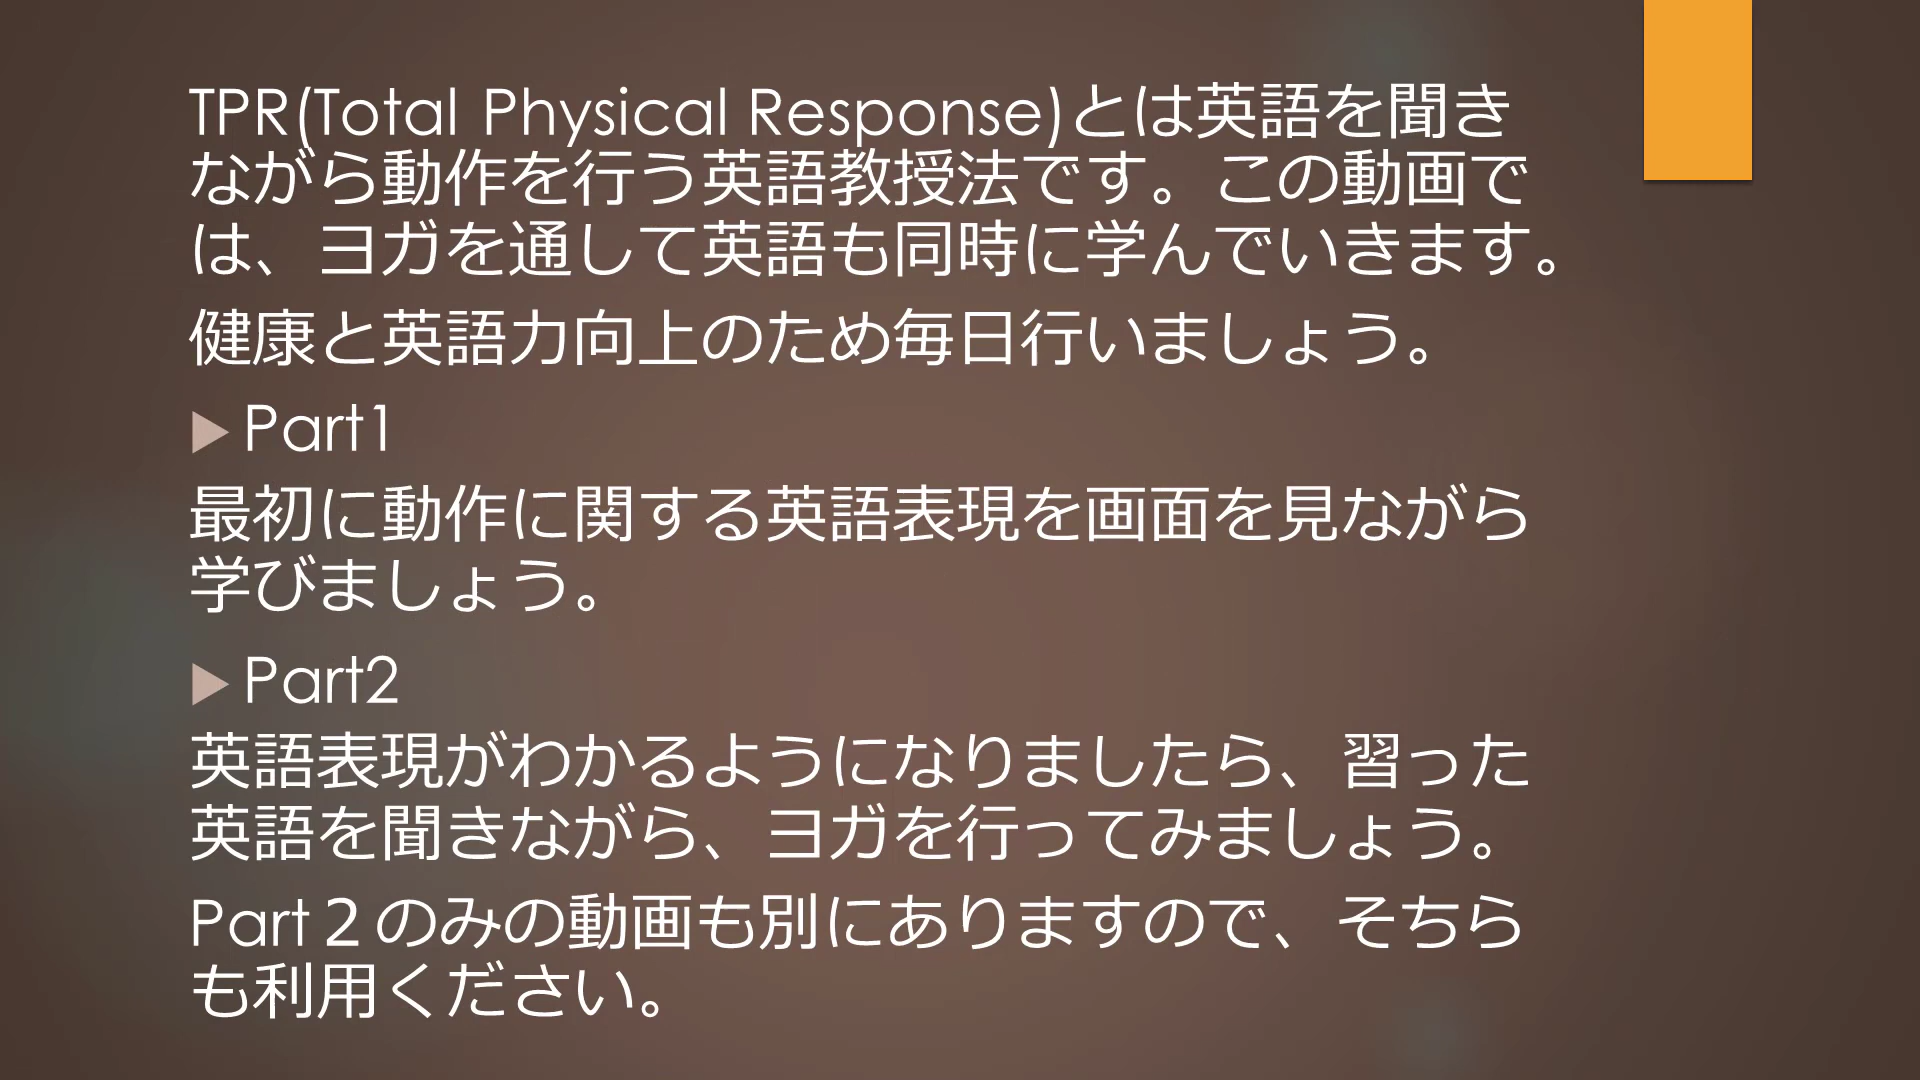 TPR(Total Physical Response)とは英語を聞き
ながら動作を行う英語教授法です。この動画で
は、ヨガを通して英語も同時に学んでいきます。
健康と英語力向上のため毎日行いましょう。
Part1
最初に動作に関する英語表現を画面を見ながら
学びましょう。
Part2
英語表現がわかるようになりましたら、習った
英語を聞きながら、ヨガを行ってみましょう。
Part２のみの動画も別にありますので、そちら
も利用ください。